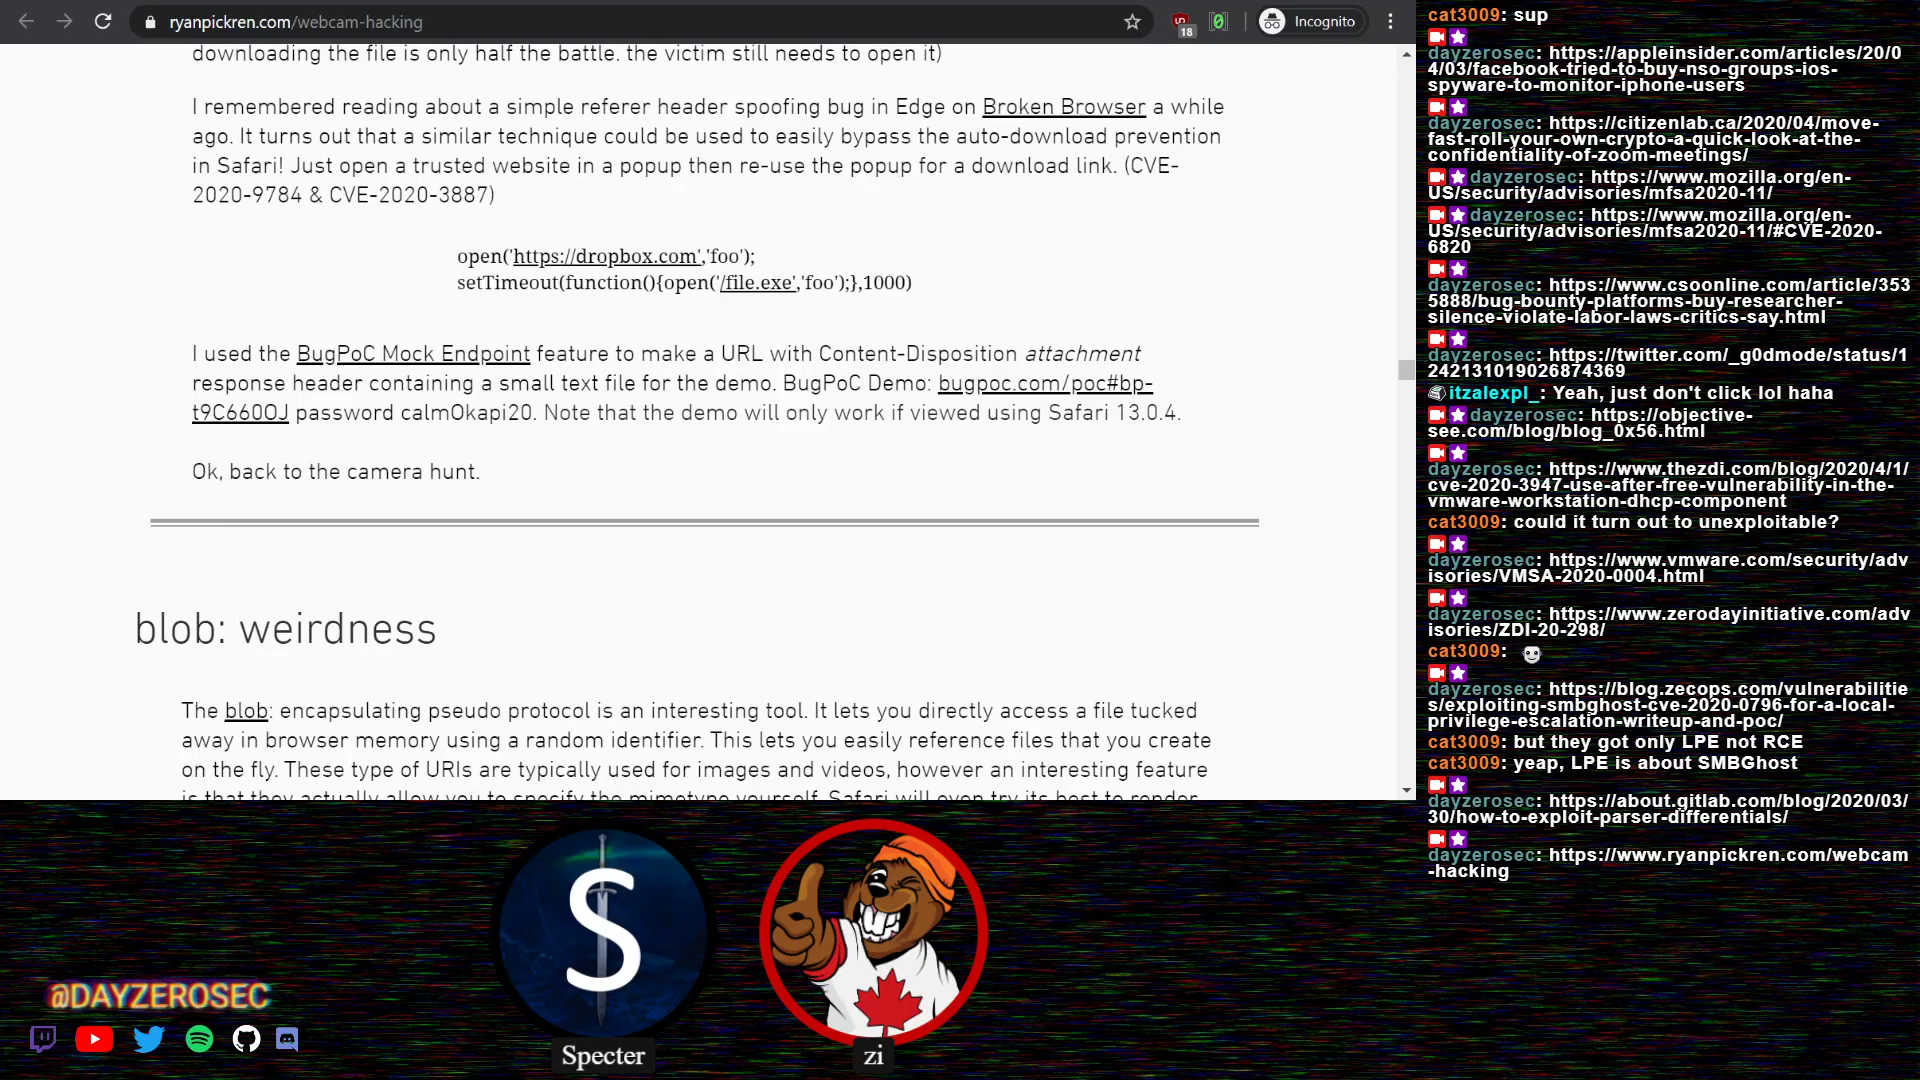 ryanpickren.com/webcam-hacking
18
Incognito
downloading the file is only half the battle. the victim still needs to open it)
I remembered reading about a simple referer header spoofing bug in Edge on Broken Browser a while
ago. It turns out that a similar technique could be used to easily bypass the auto-download prevention
in Safari! Just open a trusted website in a popup then re-use the popup for a download link. (CVE-
2020-9784 & CVE-2020-3887)
open('https://dropbox.com','foo');
setTimeout(function(){open('/file.exe','foo');},1000)
I used the BugPoC Mock Endpoint feature to make a URL with Content-Disposition attachment
response header containing a small text file for the demo. BugPoC Demo: bugpoc.com/poc#bp-
t9C66OOJ password calmOkapi20. Note that the demo will only work if viewed using Safari 13.0.4.
Ok, back to the camera hunt.
blob: weirdness
The blob: encapsulating pseudo protocol is an interesting tool. It lets you directly access a file tucked
away in browser memory using a random identifier. This lets you easily reference files that you create
on the fly. These type of URIs are typically used for images and videos, however an interesting feature
is that they actually allow you to specify the mimetype yourself. Safari will even try its best to render
cat3009: sup
dayzerosec: https://appleinsider.com/articles/20/0
4/03/facebook-tried-to-buy-nso-groups-ios-
spyware-to-monitor-iphone-users
dayzerosec: https://citizenlab.ca/2020/04/move-
fast-roll-your-own-crypto-a-quick-look-at-the-
confidentiality-of-zoom-meetings/
dayzerosec: https://www.mozilla.org/en-
US/security/advisories/mfsa2020-11/
dayzerosec: https://www.mozilla.org/en-
US/security/advisories/mfsa2020-11/#CVE-2020-
6820
dayzerosec: https://www.csoonline.com/article/353
5888/bug-bounty-platforms-buy-researcher-
silence-violate-labor-laws-critics-say.html
dayzerosec: https://twitter.com/_g0dmode/status/1
242131019026874369
itzalexpl_: Yeah, just don't click lol haha
dayzerosec: https://objective-
see.com/blog/blog_0x56.html
dayzerosec: https://www.thezdi.com/blog/2020/4/1/
cve-2020-3947-use-after-free-vulnerability-in-the-
vmware-workstation-dhcp-component
cat3009: could it turn out to unexploitable?
dayzerosec: https://www.vmware.com/security/adv
isories/VMSA-2020-0004.html
dayzerosec: https://www.zerodayinitiative.com/adv
isories/ZDI-20-298/
cat3009:
dayzerosec: https://blog.zecops.com/vulnerabilitie
s/exploiting-smbghost-cve-2020-0796-for-a-local-
privilege-escalation-writeup-and-poc/
cat3009: but they got only LPE not RCE
cat3009: yeap, LPE is about SMBGhost
dayzerosec: https://about.gitlab.com/blog/2020/03/
30/how-to-exploit-parser-differentials/
dayzerosec: https://www.ryanpickren.com/webcam
-hacking
@DAYZEROSEC
S
Specter
zi